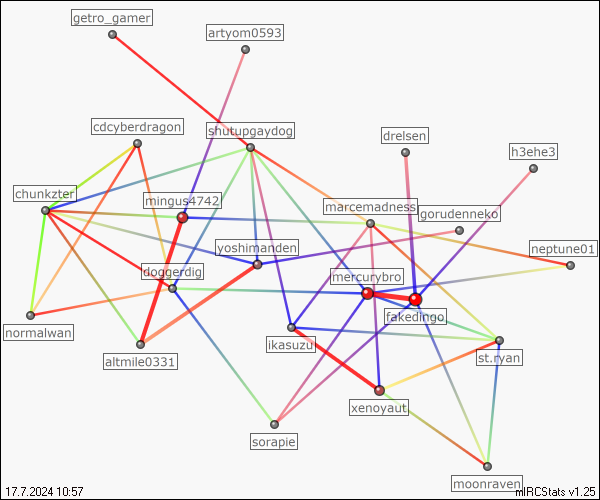 getro_gamer
artyom0593
cdcyberdragon
shutupgaydog
drelsen
h3ehe3
chunkzter
mingus4742
marcemadness
gorudenneko
yoshimanden
neptune01
doggerdig
mercurybro
fakedingo
normalwan
altmile0331
ikasuzu
st.ryan
xenoyaut
sorapie
moonraven
17.7.2024 10:57
mIRCStats v1.25